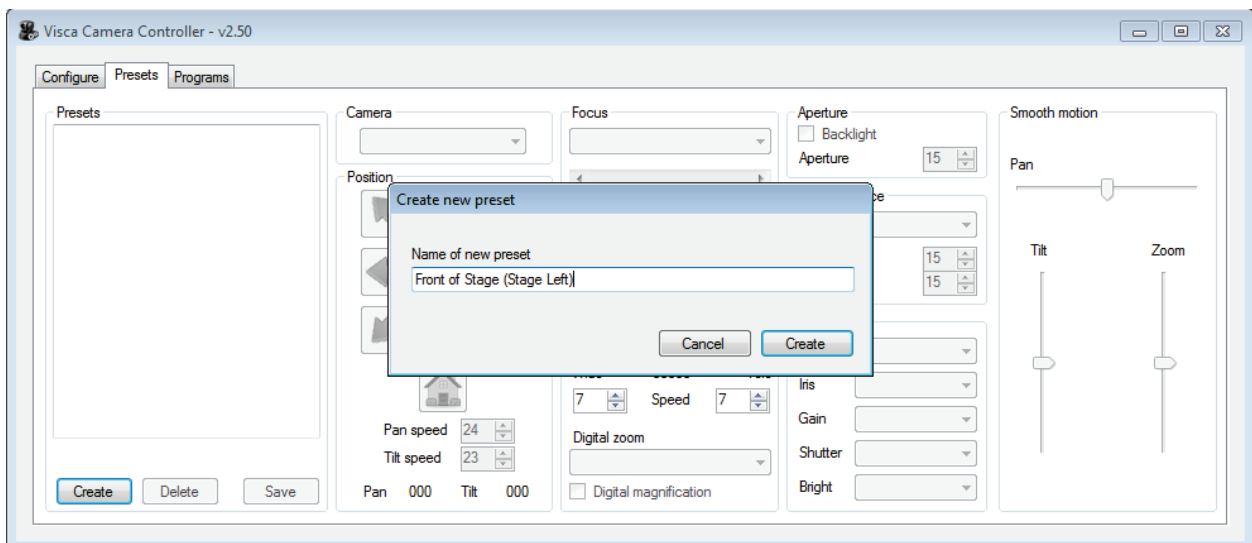 Visca Camera Controller - v2.50
Configure Presets Programs
Presets
Create Delete Save
Camera
Position
Pan speed 24
Tilt speed 23
Pan 000 Tilt 000
Focus
7 Speed 7
Digital zoom
Digital magnification
Aperture
Backlight
Aperture 15
15
15
Iris
Gain
Shutter
Bright
Smooth motion
Pan
Tilt Zoom
Create new preset
Name of new preset
Front of Stage (Stage Left)
Cancel Create